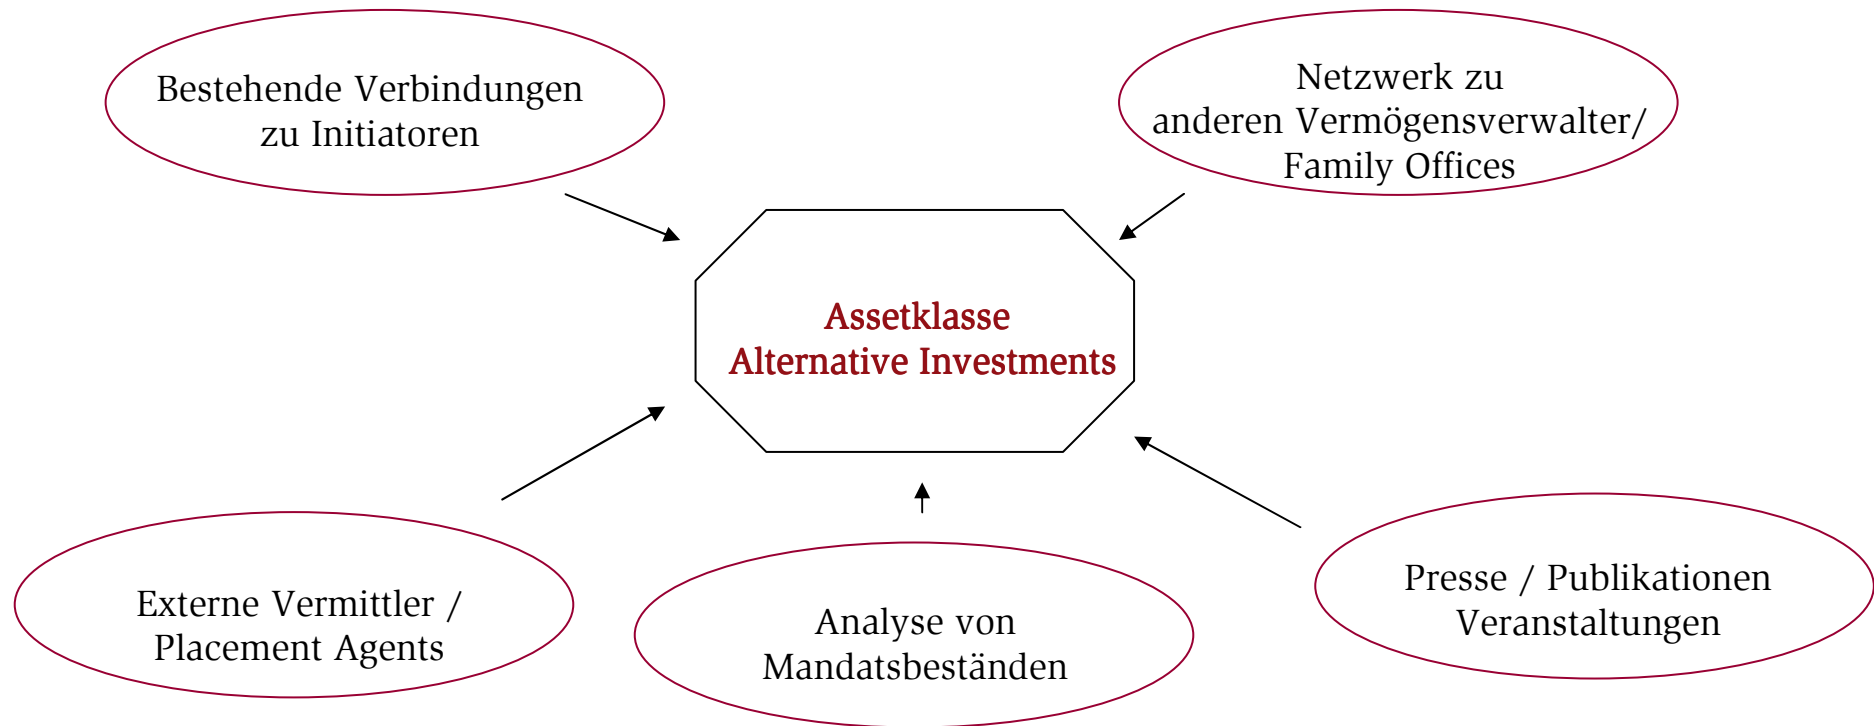 Bestehende Verbindungen
zu Initiatoren
Netzwerk zu
anderen Vermögensverwalter/
Family Offices
Assetklasse
Alternative Investments
Externe Vermittler /
Placement Agents
Analyse von
Mandatsbeständen
Presse / Publikationen
Veranstaltungen